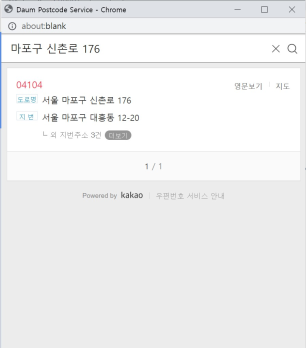 Daum Postcode Service - Chrome
about:blank
마포구 신촌로 176
04104
영문보기
지도
도로명 서울 마포구 신촌로 176
지번 서울 마포구 대흥동 12-20
ㄴ 외 지번주소 3건 더보기
1 / 1
Powered by kakao
우편번호 서비스 안내